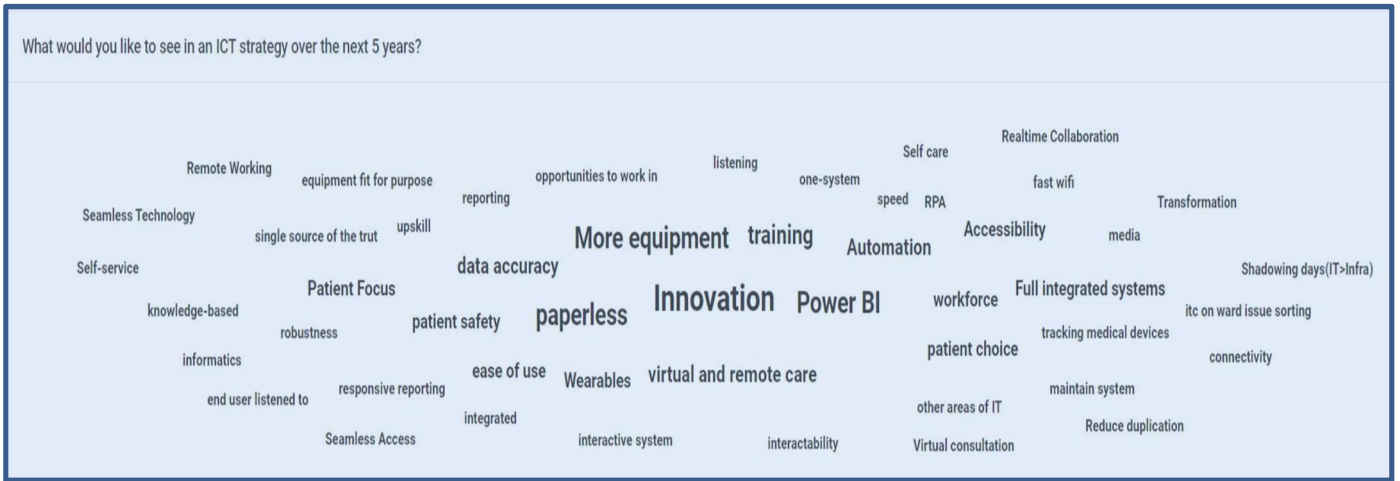 What would you like to see in an ICT strategy over the next 5 years?
Realtime Collaboration
Self care
listening
Remote Working
opportunities to work in
one-system
equipment fit for purpose
fast wifi
reporting
speed
RPA
Transformation
Seamless Technology
upskill
single source of the trut
More equipment
training
Automation
Accessibility
media
Self-service
data accuracy
Shadowing days(IT>Infra)
Patient Focus
Innovation
Power BI
workforce
Full integrated systems
knowledge-based
paperless
patient safety
itc on ward issue sorting
robustness
tracking medical devices
informatics
patient choice
connectivity
ease of use
Wearables
virtual and remote care
responsive reporting
maintain system
end user listened to
other areas of IT
integrated
Reduce duplication
Seamless Access
interactive system
interactability
Virtual consultation